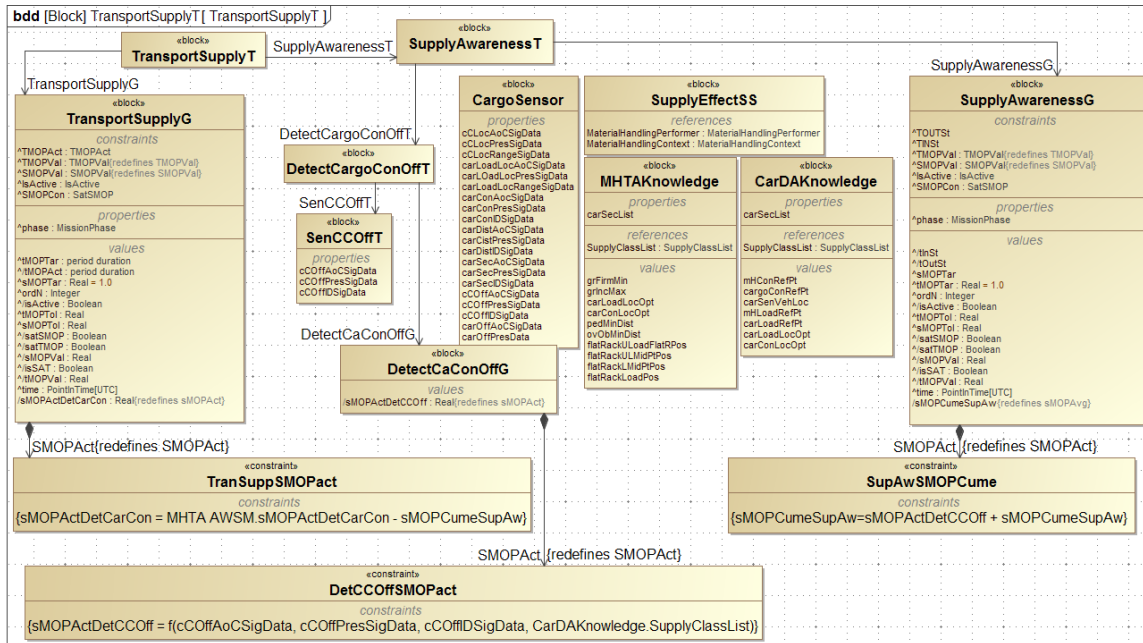 bdd [Block] TransportSupplyT [ TransportSupplyT ]
«block»
TransportSupplyT
SupplyAwarenessT
«block»
SupplyAwarenessT
TransportSupplyG
SupplyAwarenessG
«block»
TransportSupplyG
constraints
^TMOPAct : TMOPAct
^TMOPVal : TMOPVal{redefines TMOPVal}
^SMOPVal : SMOPVal{redefines SMOPVal}
^IsActive : IsActive
^SMOPCon : SatSMOP
properties
^phase : MissionPhase
values
^tMOPTar : period duration
^/tMOPAct : period duration
^sMOPTar : Real = 1.0
^ordN : Integer
^/isActive : Boolean
^tMOPTol : Real
^sMOPTol : Real
^/satSMOP : Boolean
^/satTMOP : Boolean
^/sMOPVal : Real
^/isSAT : Boolean
^/tMOPVal : Real
^time : PointInTime[UTC]
/sMOPActDetCarCon : Real{redefines sMOPAct}
DetectCargoConOffT
«block»
DetectCargoConOffT
SenCCOffT
«block»
SenCCOffT
properties
cCOffAoCSigData
cCOffPresSigData
cCOffIDSigData
DetectCaConOffG
«block»
DetectCaConOffG
values
/sMOPActDetCCOff : Real{redefines sMOPAct}
«block»
CargoSensor
properties
cCLocAoCSigData
cCLocPresSigData
cCLocRangeSigData
carLoadLocAoCSigData
carLOadLocPresSigData
carLoadLocRangeSigData
carConAocSigData
carConPresSigData
carConIDSigData
carDistAoCSigData
carCistPresSigData
carDistIDSigData
carSecAoCSigData
carSecPresSigData
carSecIDSigData
cCOffAoCSigData
cCOffPresSigData
cCOffIDSigData
carOffAoCSigData
carOffPresData
«block»
SupplyEffectSS
references
MaterialHandlingPerformer : MaterialHandlingPerformer
MaterialHandlingContext : MaterialHandlingContext
«block»
MHTAKnowledge
properties
carSecList
references
SupplyClassList : SupplyClassList
values
grFirmMin
grIncMax
carLoadLocOpt
carConLocOpt
pedMinDist
ovObMinDist
flatRackULoadFlatRPos
flatRackULMidPtPos
flatRackLMidPtPos
flatRackLoadPos
«block»
CarDAKnowledge
properties
carSecList
references
SupplyClassList : SupplyClassList
values
mHConRefPt
cargoConRefPt
carSenVehLoc
mHLoadRefPt
carLoadRefPt
carLoadLocOpt
carConLocOpt
«block»
SupplyAwarenessG
constraints
^TOUTSt
^TINSt
^TMOPVal : TMOPVal{redefines TMOPVal}
^SMOPVal : SMOPVal{redefines SMOPVal}
^IsActive : IsActive
^SMOPCon : SatSMOP
properties
^phase : MissionPhase
values
^/tInSt
^/tOutSt
^sMOPTar
^tMOPTar : Real = 1.0
^ordN : Integer
^/isActive : Boolean
^tMOPTol : Real
^sMOPTol : Real
^/satSMOP : Boolean
^/satTMOP : Boolean
^/sMOPVal : Real
^/isSAT : Boolean
^/tMOPVal : Real
^time : PointInTime[UTC]
/sMOPCumeSupAw{redefines sMOPAvg}
SMOPAct {redefines SMOPAct}
«constraint»
TranSuppSMOPact
constraints
{sMOPActDetCarCon = MHTA AWSM.sMOPActDetCarCon - sMOPCumeSupAw}
SMOPAct {redefines SMOPAct}
«constraint»
SupAwSMOPCume
constraints
{sMOPCumeSupAw=sMOPActDetCCOff + sMOPCumeSupAw}
SMOPAct {redefines SMOPAct}
«constraint»
DetCCOffSMOPact
constraints
{sMOPActDetCCOff = f(cCOffAoCSigData, cCOffPresSigData, cCOffIDSigData, CarDAKnowledge.SupplyClassList)}